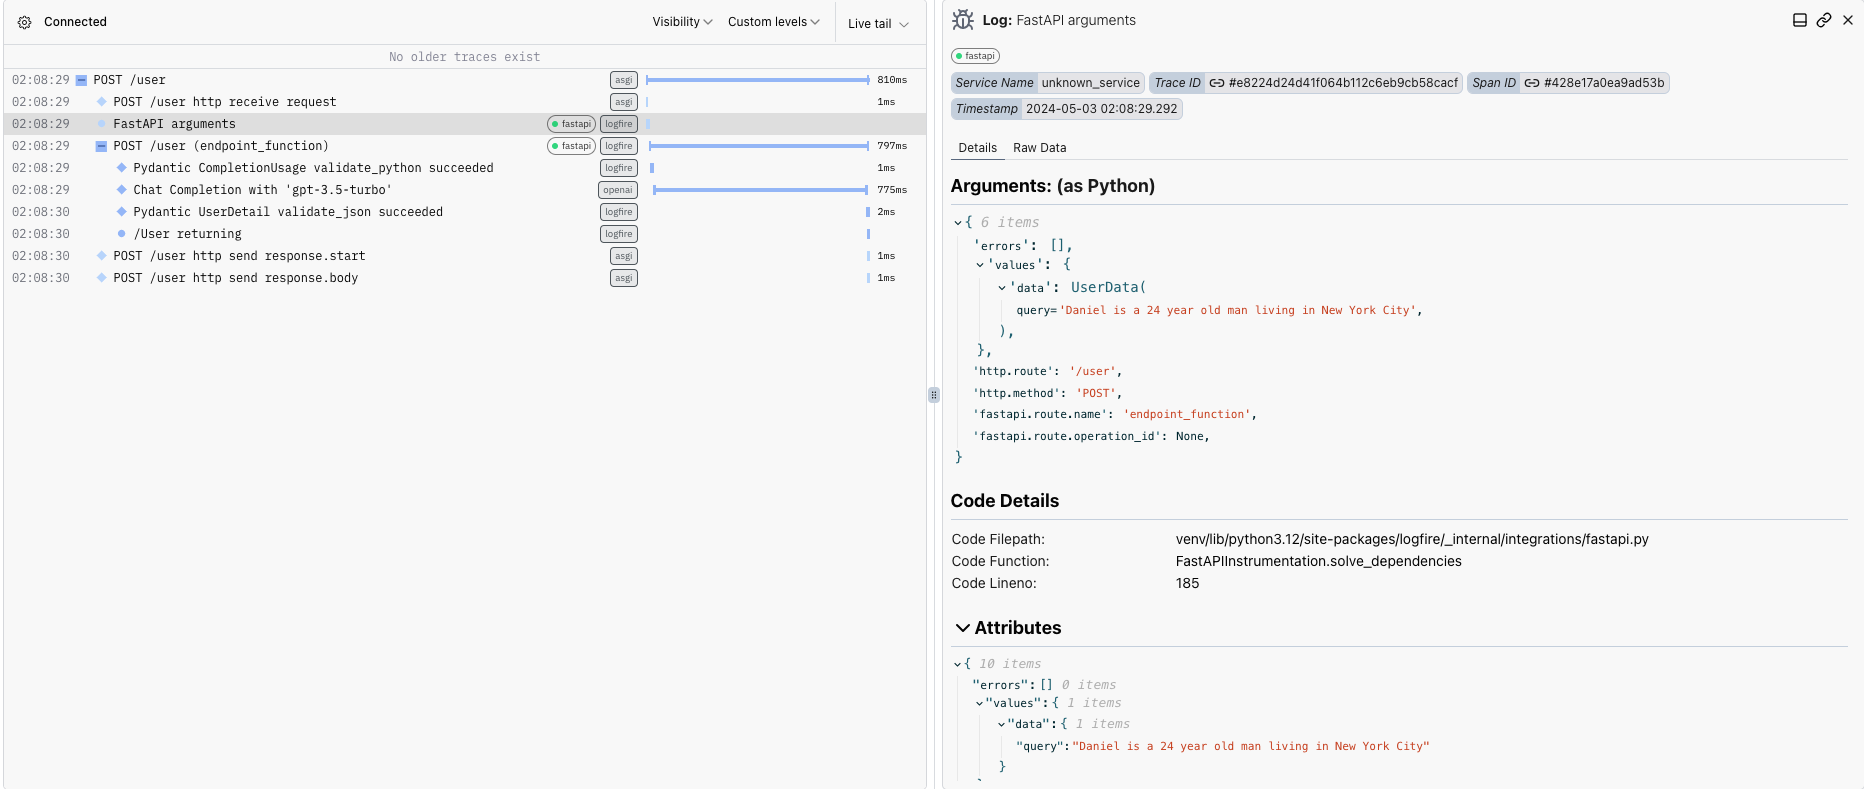 Connected
Visibility Custom levels Live tail
No older traces exist
02:08:29 POST /user asgi 810ms
02:08:29 POST /user http receive request asgi 1ms
02:08:29 FastAPI arguments fastapi logfire
02:08:29 POST /user (endpoint_function) fastapi logfire 797ms
02:08:29 Pydantic CompletionUsage validate_python succeeded logfire 1ms
02:08:29 Chat Completion with 'gpt-3.5-turbo' openai 775ms
02:08:30 Pydantic UserDetail validate_json succeeded logfire 2ms
02:08:30 /User returning logfire
02:08:30 POST /user http send response.start asgi 1ms
02:08:30 POST /user http send response.body asgi 1ms
Log: FastAPI arguments
fastapi
Service Name unknown_service Trace ID #e8224d24d41f064b112c6eb9cb58cacf Span ID #428e17a0ea9ad53b
Timestamp 2024-05-03 02:08:29.292
Details Raw Data
Arguments: (as Python)
{ 6 items
'errors': [],
'values': {
'data': UserData(
query='Daniel is a 24 year old man living in New York City',
),
},
'http.route': '/user',
'http.method': 'POST',
'fastapi.route.name': 'endpoint_function',
'fastapi.route.operation_id': None,
}
Code Details
Code Filepath: venv/lib/python3.12/site-packages/logfire/_internal/integrations/fastapi.py
Code Function: FastAPIInstrumentation.solve_dependencies
Code Lineno: 185
Attributes
{ 10 items
"errors":[] 0 items
"values":{ 1 items
"data":{ 1 items
"query":"Daniel is a 24 year old man living in New York City"
}